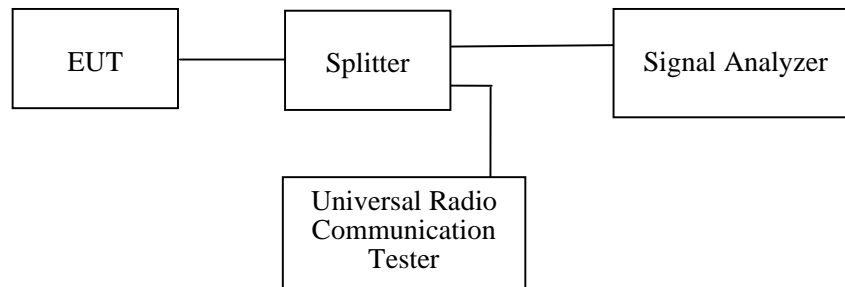 EUT
Splitter
Signal Analyzer
Universal Radio
Communication
Tester